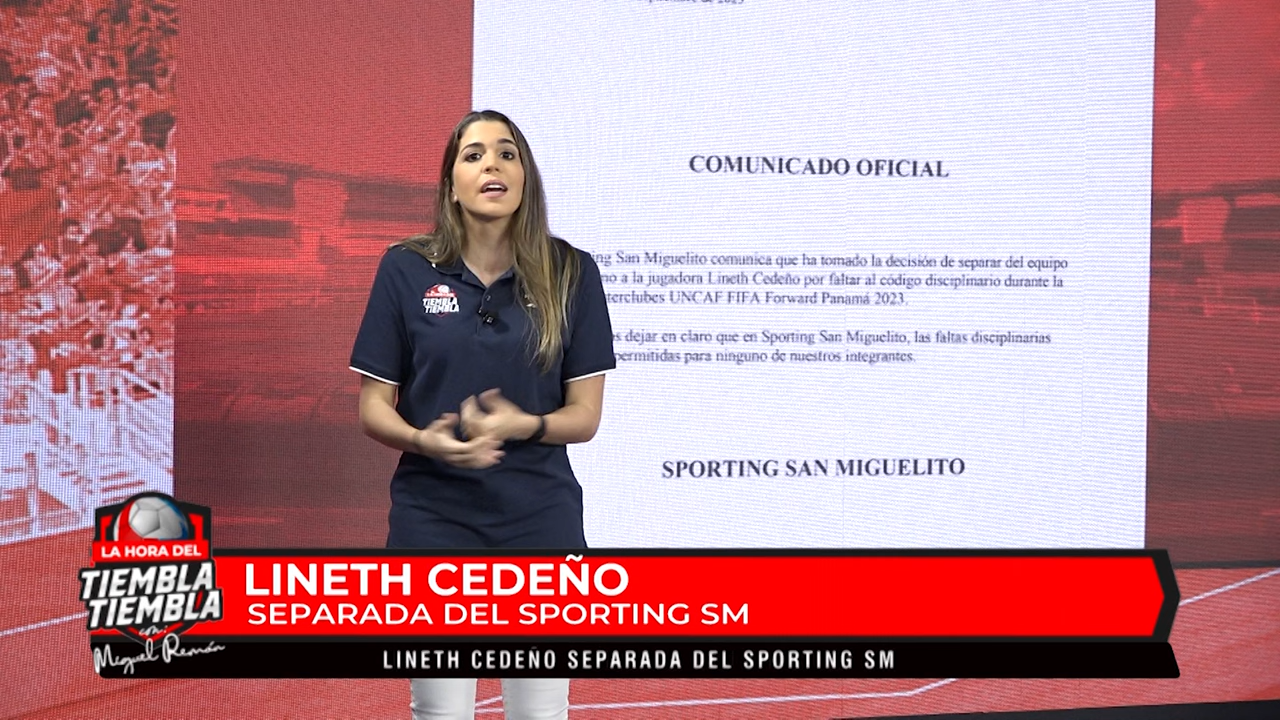 COMUNICADO OFICIAL
San Miguelito comunica que ha tomado la decisión de separar del equipo
a la jugadora Lineth Cedeño por faltar al código disciplinario durante la
UNCAF FIFA Forward Panamá 2023.
dejar en claro que en Sporting San Miguelito, las faltas disciplinarias
permitidas para ninguno de nuestros integrantes.
SPORTING SAN MIGUELITO
TIEMBLA
TIEMBLA
LA HORA DEL
TIEMBLA
TIEMBLA
con:
Miguel Remón
LINETH CEDEÑO
SEPARADA DEL SPORTING SM
LINETH CEDEÑO SEPARADA DEL SPORTING SM